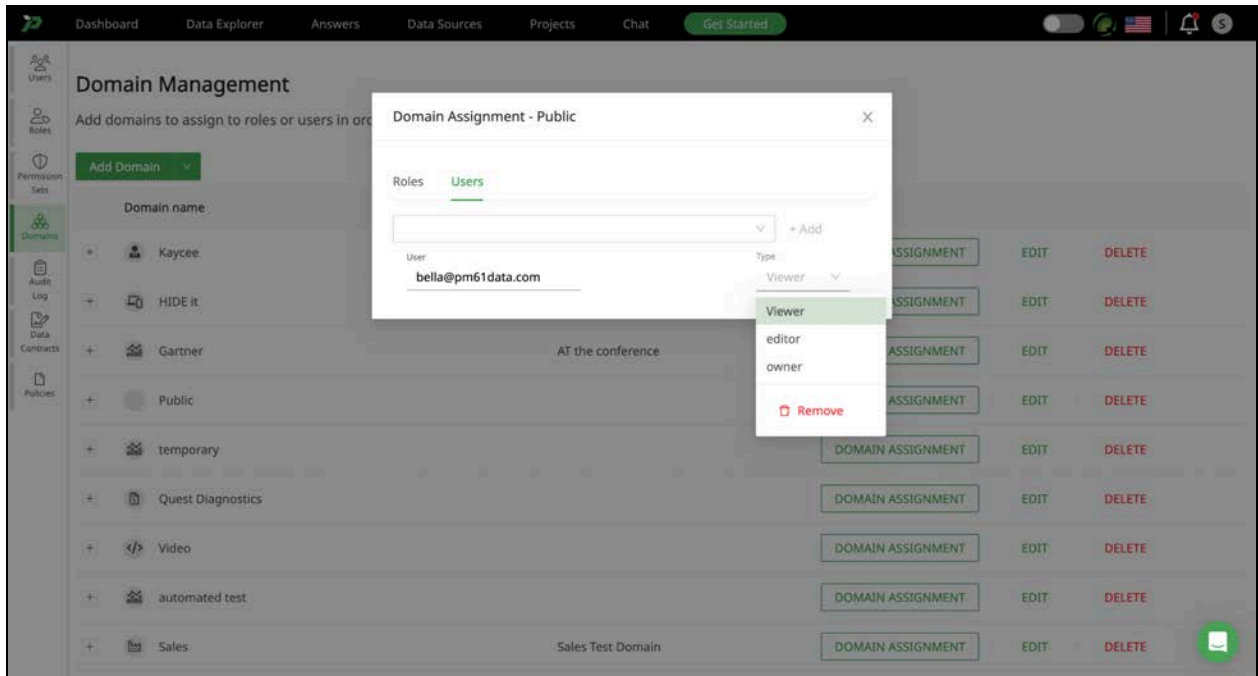 Dashboard Data Explorer Answers Data Sources Projects Chat Get Started S
Users
Roles
Permission
Sets
Domains
Audit
Log
Data
Contracts
Policies
Domain Management
Add domains to assign to roles or users in orc
Add Domain
Domain name
Kaycee ASSIGNMENT EDIT DELETE
HIDE it ASSIGNMENT EDIT DELETE
Gartner AT the conference ASSIGNMENT EDIT DELETE
Public ASSIGNMENT EDIT DELETE
temporary DOMAIN ASSIGNMENT EDIT DELETE
Quest Diagnostics DOMAIN ASSIGNMENT EDIT DELETE
Video DOMAIN ASSIGNMENT EDIT DELETE
automated test DOMAIN ASSIGNMENT EDIT DELETE
Sales Sales Test Domain DOMAIN ASSIGNMENT EDIT DELETE
Domain Assignment - Public
Roles Users
+ Add
User Type
bella@pm61data.com Viewer
Viewer
editor
owner
Remove